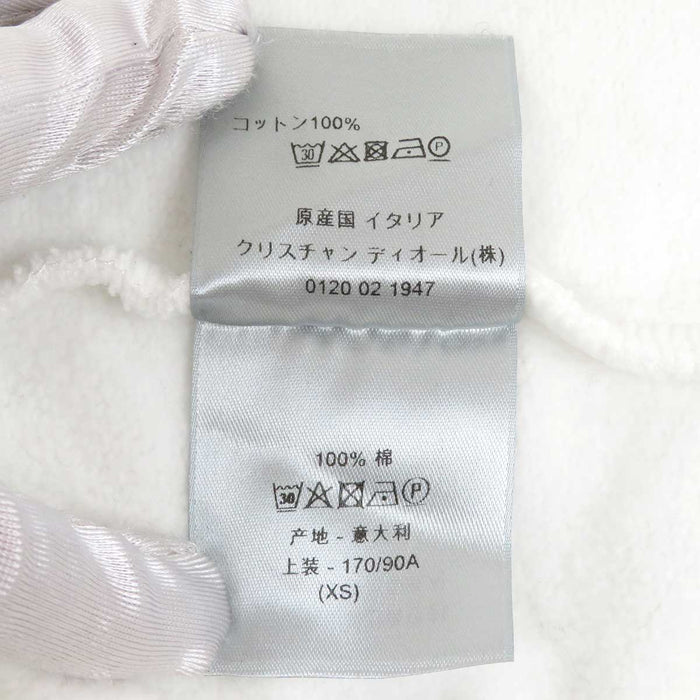 コットン100%
30 P
原産国 イタリア
クリスチャン ディオール(株)
0120 02 1947
100% 棉
30 P
产地 - 意大利
上装 - 170/90A
(XS)